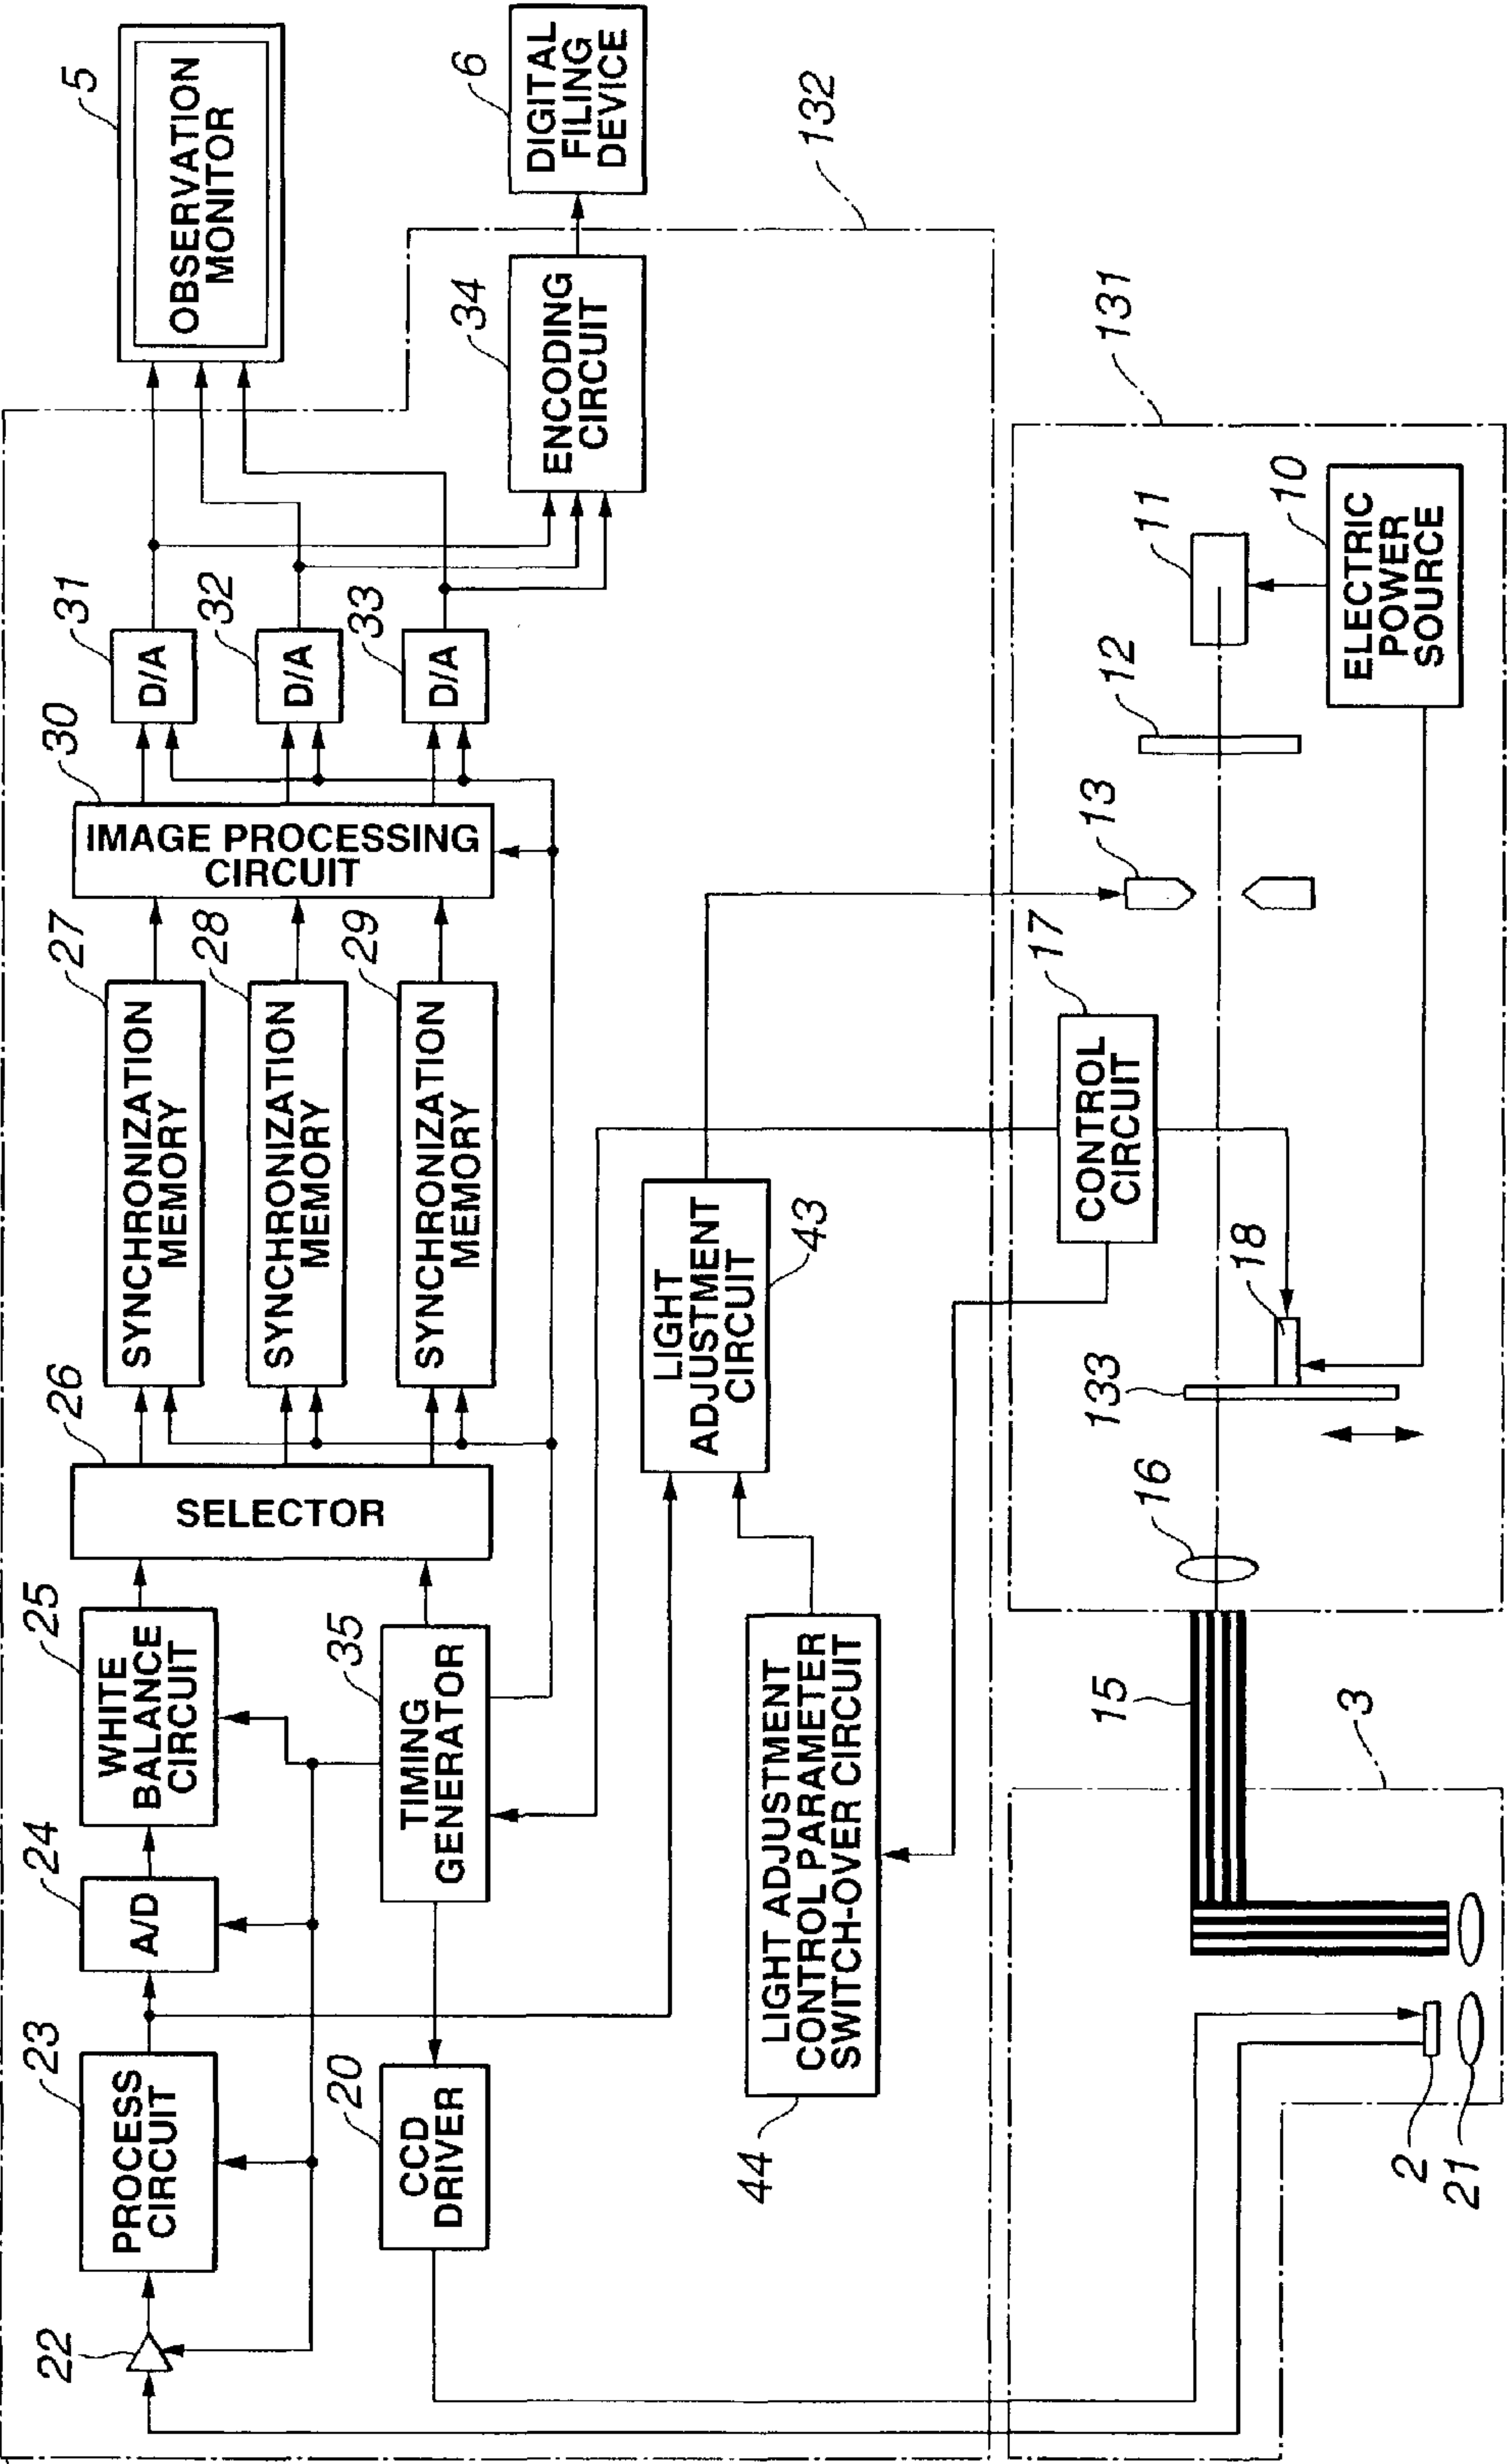 5
OBSERVATION
MONITOR
6
DIGITAL
FILING
DEVICE
132
34
ENCODING
CIRCUIT
31
D/A
32
D/A
33
D/A
30
IMAGE PROCESSING
CIRCUIT
27
SYNCHRONIZATION
MEMORY
28
SYNCHRONIZATION
MEMORY
29
SYNCHRONIZATION
MEMORY
26
SELECTOR
25
WHITE
BALANCE
CIRCUIT
24
A/D
23
PROCESS
CIRCUIT
22
35
TIMING
GENERATOR
20
CCD
DRIVER
LIGHT
ADJUSTMENT
CIRCUIT
43
LIGHT ADJUSTMENT
CONTROL PARAMETER
SWITCH-OVER CIRCUIT
44
131
11
10
ELECTRIC
POWER
SOURCE
12
13
17
CONTROL
CIRCUIT
18
133
16
15
3
2
21